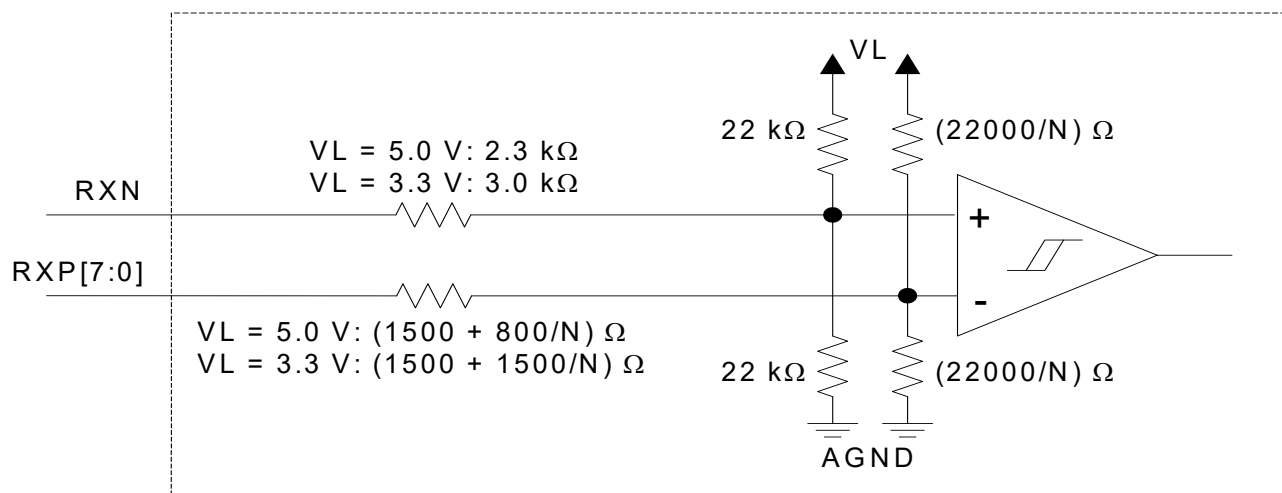 VL
22 kΩ
(22000/N) Ω
VL = 5.0 V: 2.3 kΩ
VL = 3.3 V: 3.0 kΩ
RXN
+
RXP[7:0]
-
VL = 5.0 V: (1500 + 800/N) Ω
VL = 3.3 V: (1500 + 1500/N) Ω
22 kΩ
(22000/N) Ω
AGND